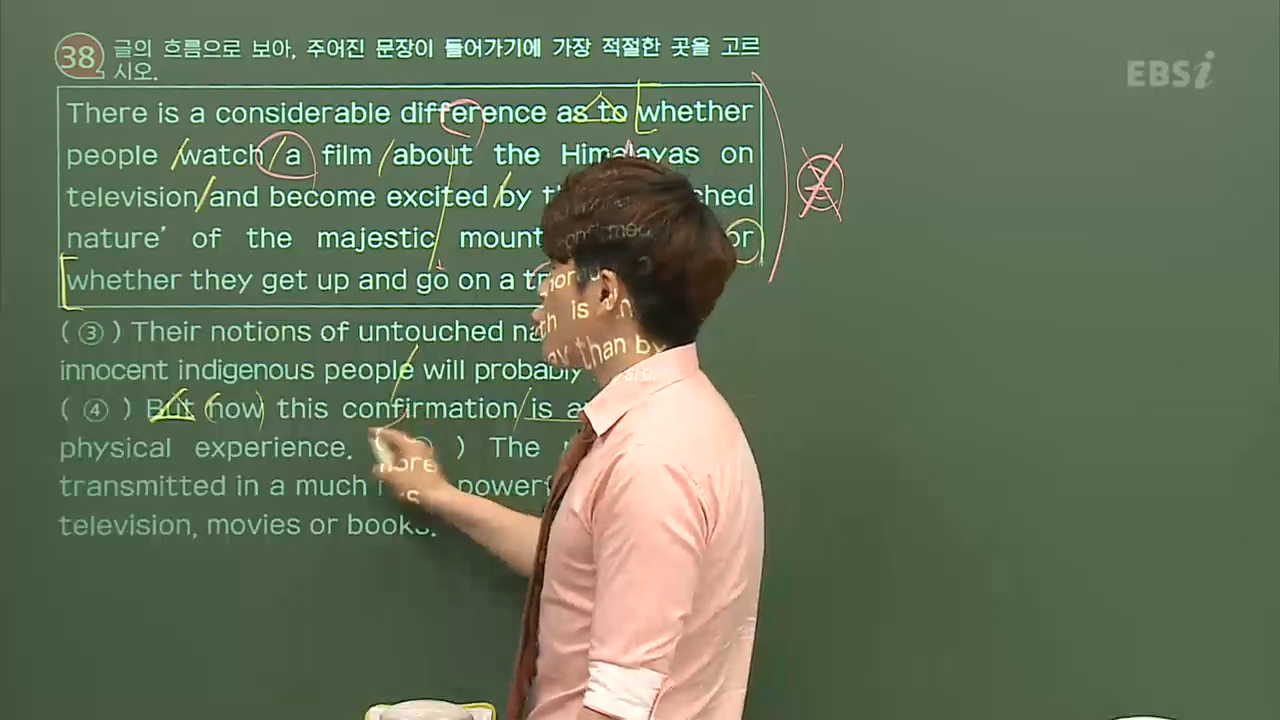 38 글의 흐름으로 보아, 주어진 문장이 들어가기에 가장 적절한 곳을 고르
시오.
EBSi
There is a considerable difference as to whether
people watch a film about the Himalayas on
television and become excited by
nature’ of the majestic or
whether they get up and go on a
( ③ ) Their notions of untouched
innocent indigenous people will probably
( ④ ) But now this confirmation is
physical experience. ) The
transmitted in a much
television, movies or books.